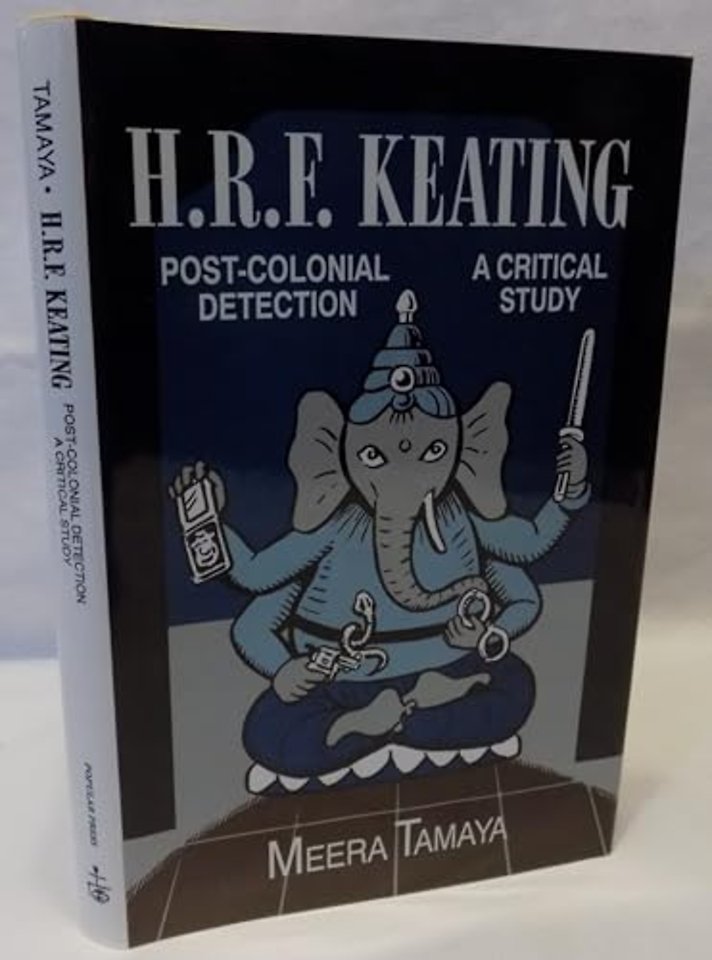 H.R.F. KEATING
POST-COLONIAL
DETECTION
A CRITICAL
STUDY
MEERA TAMAYA
TAMAYA • H.R.F. KEATING
POST-COLONIAL DETECTION
A CRITICAL STUDY
POPULAR PRESS